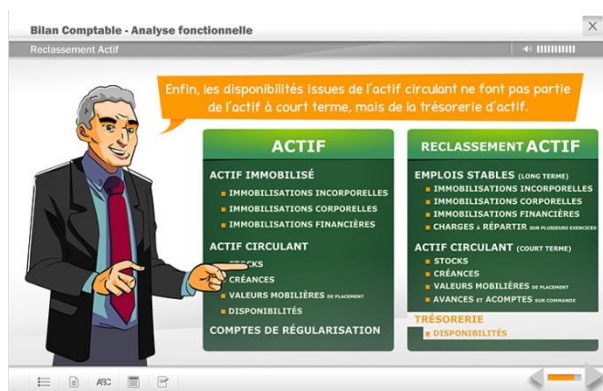 Bilan Comptable - Analyse fonctionnelle
Reclassement Actif
Enfin, les disponibilités issues de l'actif circulant ne font pas partie
de l'actif à court terme, mais de la trésorerie d'actif.
ACTIF
ACTIF IMMOBILISÉ
IMMOBILISATIONS INCORPORELLES
IMMOBILISATIONS CORPORELLES
IMMOBILISATIONS FINANCIÈRES
ACTIF CIRCULANT
STOCKS
CRÉANCES
VALEURS MOBILIÈRES DE PLACEMENT
DISPONIBILITÉS
COMPTES DE RÉGULARISATION
RECLASSEMENT ACTIF
EMPLOIS STABLES (LONG TERME)
IMMOBILISATIONS INCORPORELLES
IMMOBILISATIONS CORPORELLES
IMMOBILISATIONS FINANCIÈRES
CHARGES À RÉPARTIR SUR PLUSIEURS EXERCICES
ACTIF CIRCULANT (COURT TERME)
STOCKS
CRÉANCES
VALEURS MOBILIÈRES DE PLACEMENT
AVANCES ET ACOMPTES SUR COMMANDE
TRÉSORERIE
DISPONIBILITÉS
ABC